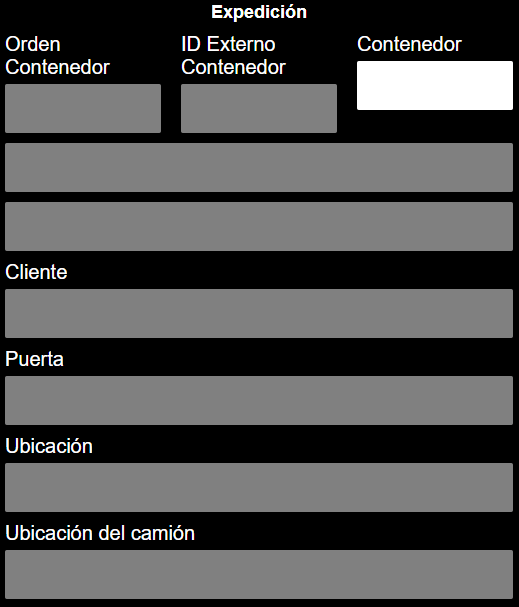 Expedición
Orden
Contenedor
ID Externo
Contenedor
Contenedor
Cliente
Puerta
Ubicación
Ubicación del camión